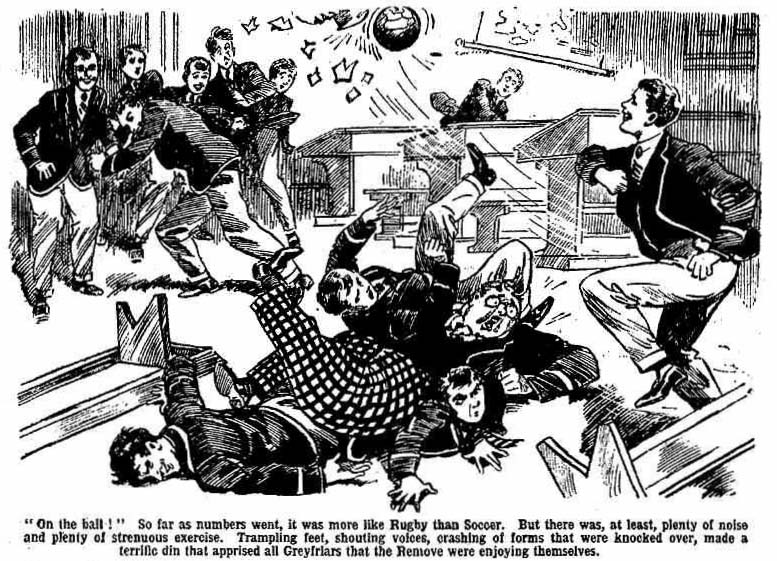 "On the ball!" So far as numbers went, it was more like Rugby than Soccer. But there was, at least, plenty of noise
and plenty of strenuous exercise. Trampling feet, shouting voices, crashing of forms that were knocked over, made a
terrific din that apprised all Greyfriars that the Remove were enjoying themselves.